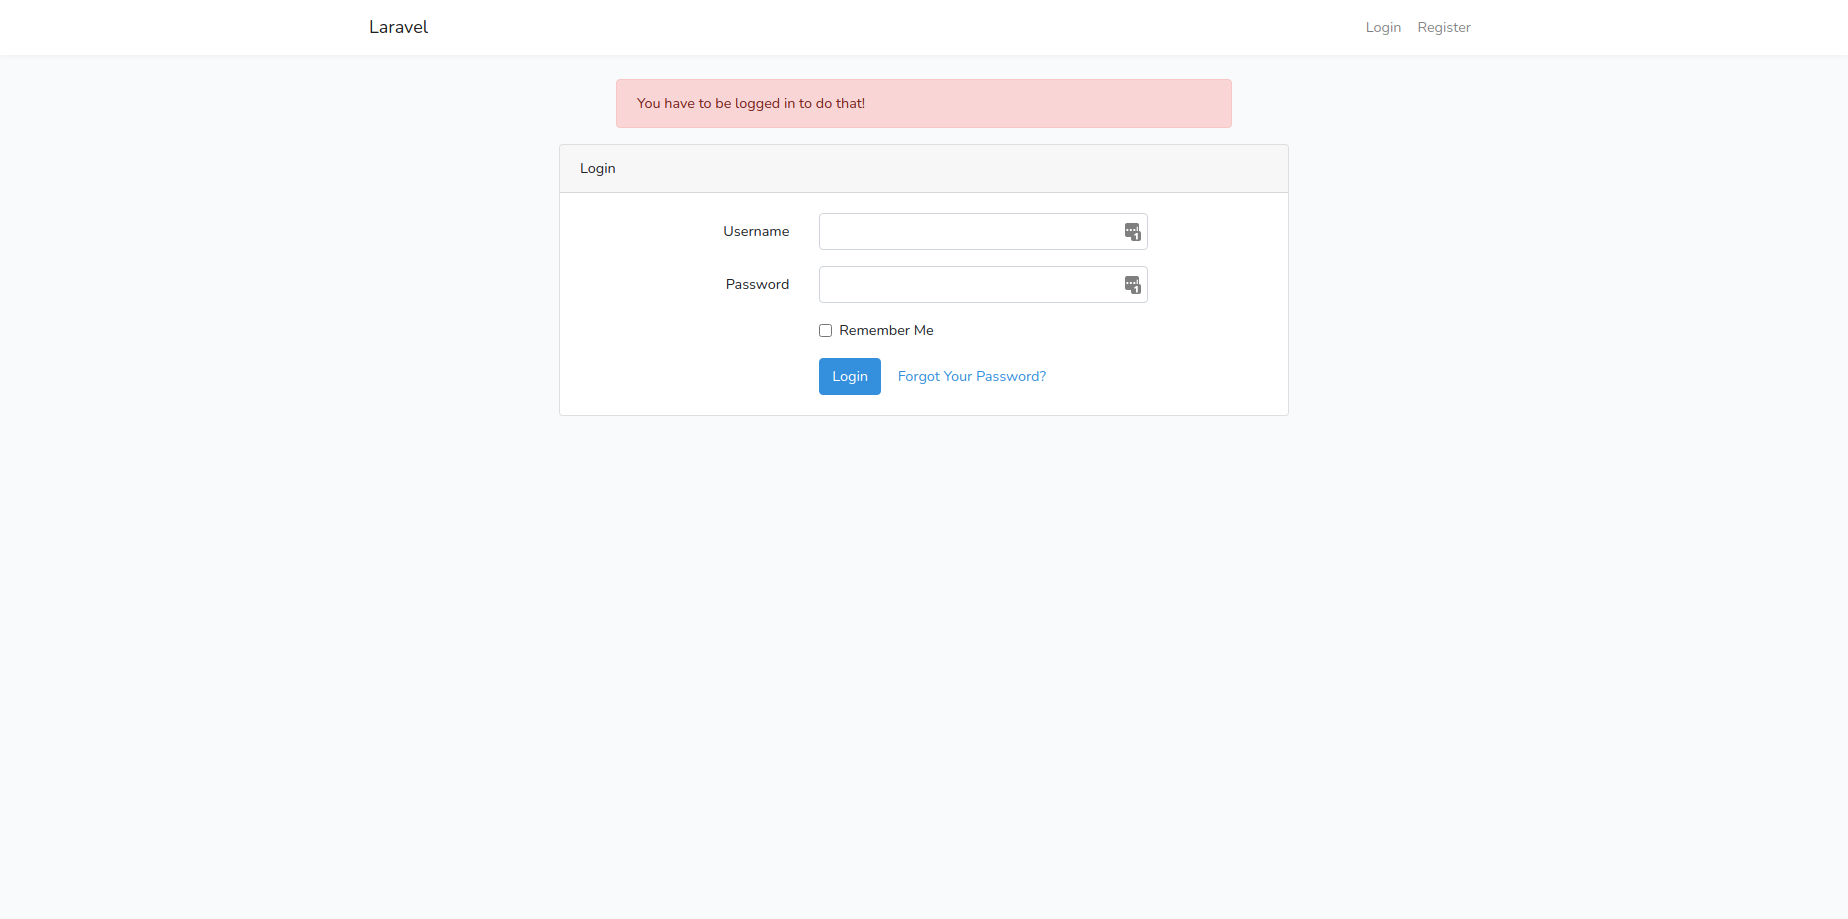 Laravel Login Register
You have to be logged in to do that!
Login
Username
Password
Remember Me
Login Forgot Your Password?